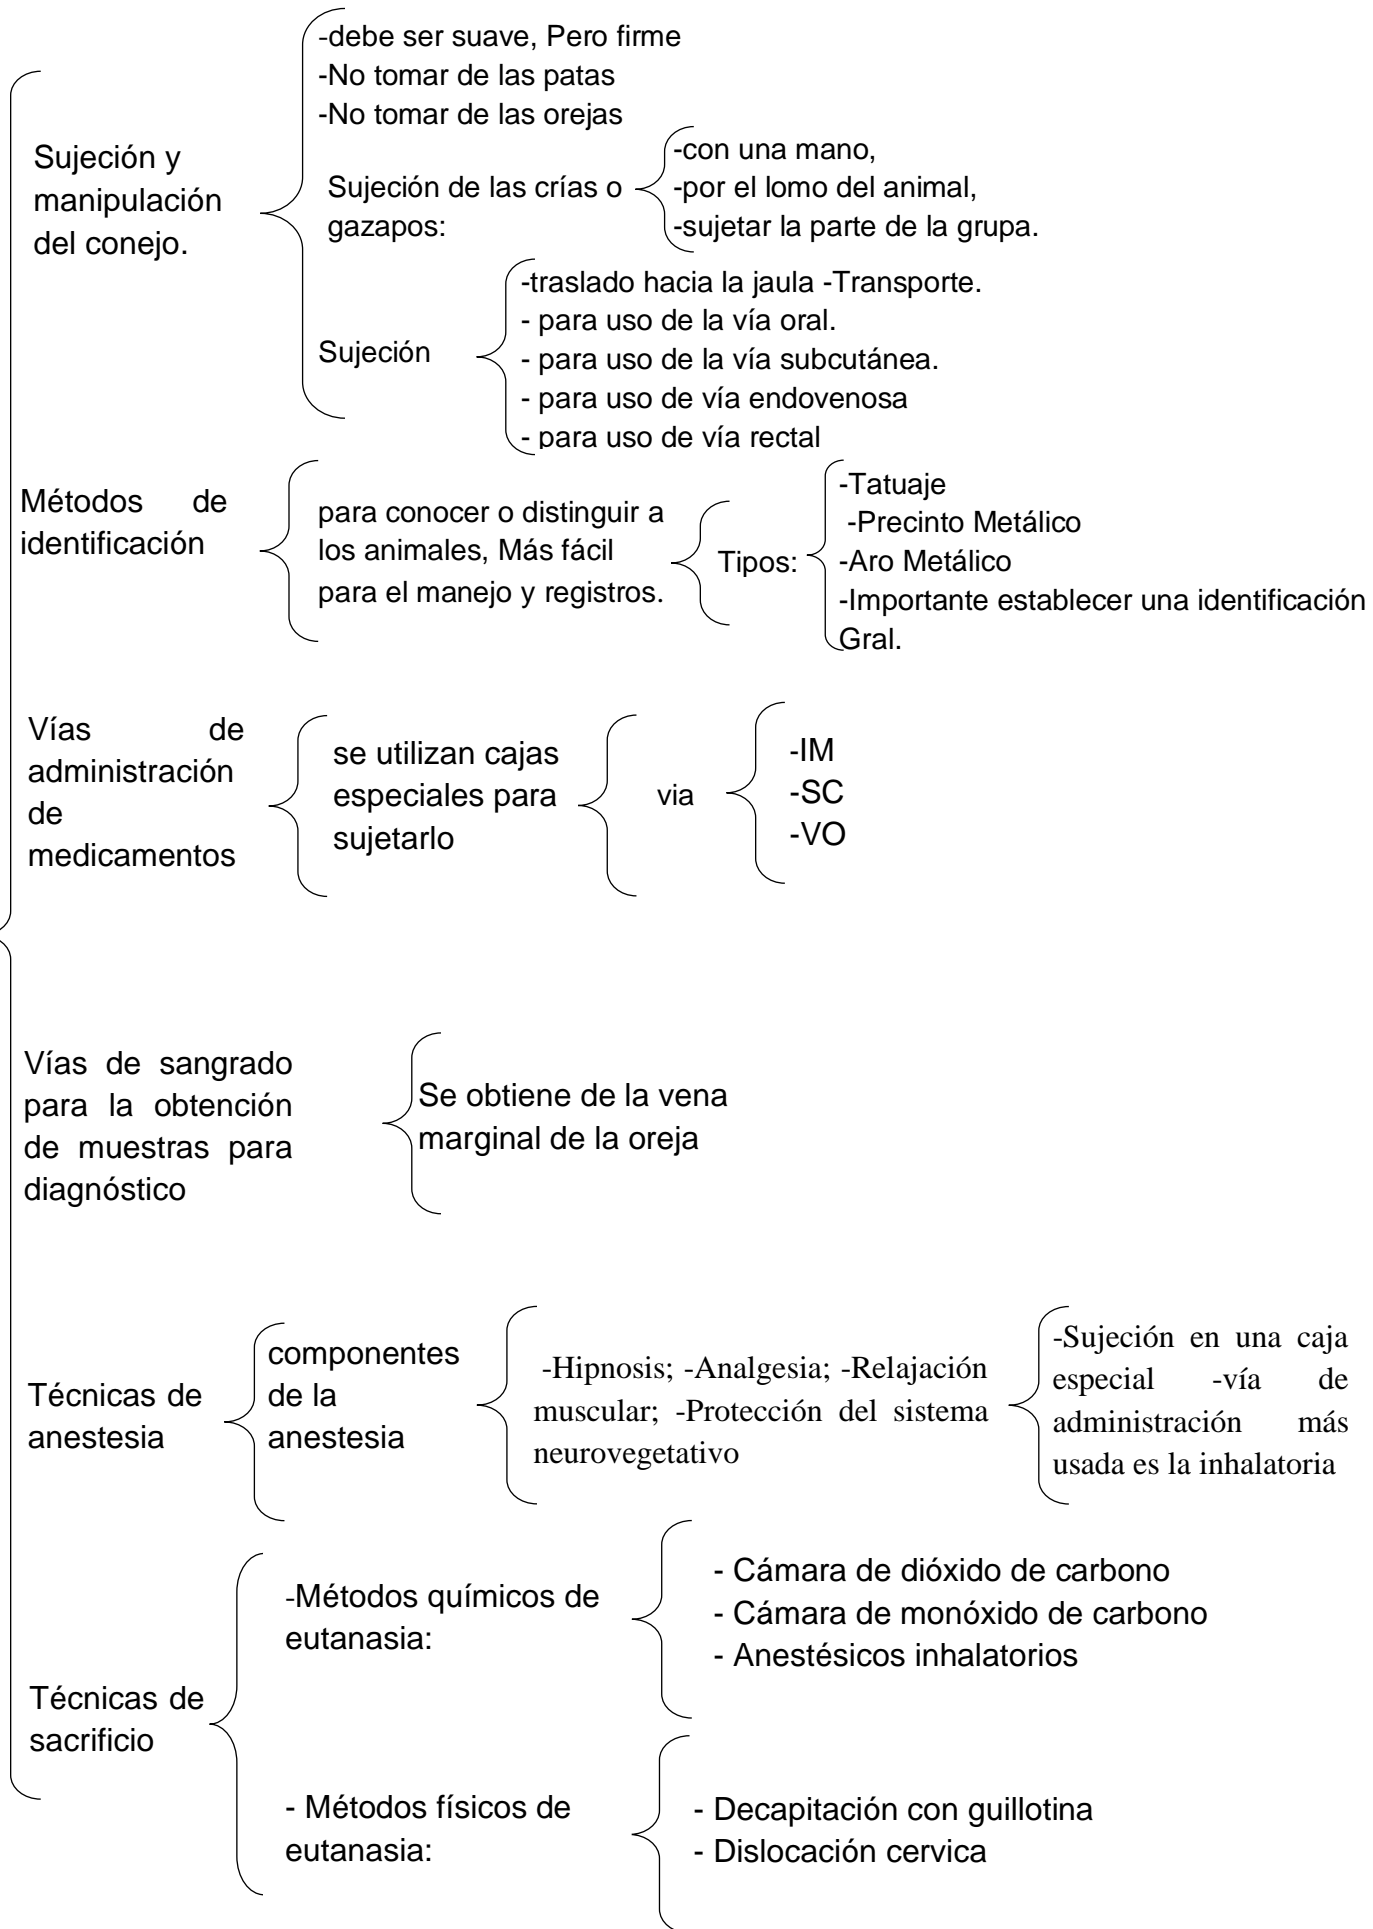 -debe ser suave, Pero firme
-No tomar de las patas
-No tomar de las orejas
Sujeción y
manipulación
del conejo.
Sujeción de las crías o
gazapos:
-con una mano,
-por el lomo del animal,
-sujetar la parte de la grupa.
Sujeción
-traslado hacia la jaula -Transporte.
- para uso de la vía oral.
- para uso de la vía subcutánea.
- para uso de vía endovenosa
- para uso de vía rectal
Métodos de
identificación
para conocer o distinguir a
los animales, Más fácil
para el manejo y registros.
Tipos:
-Tatuaje
-Precinto Metálico
-Aro Metálico
-Importante establecer una identificación
Gral.
Vías de
administración
de
medicamentos
se utilizan cajas
especiales para
sujetarlo
via
-IM
-SC
-VO
Vías de sangrado
para la obtención
de muestras para
diagnóstico
Se obtiene de la vena
marginal de la oreja
Técnicas de
anestesia
componentes
de la
anestesia
-Hipnosis; -Analgesia; -Relajación
muscular; -Protección del sistema
neurovegetativo
-Sujeción en una caja
especial -vía de
administración más
usada es la inhalatoria
Técnicas de
sacrificio
-Métodos químicos de
eutanasia:
- Cámara de dióxido de carbono
- Cámara de monóxido de carbono
- Anestésicos inhalatorios
- Métodos físicos de
eutanasia:
- Decapitación con guillotina
- Dislocación cervica